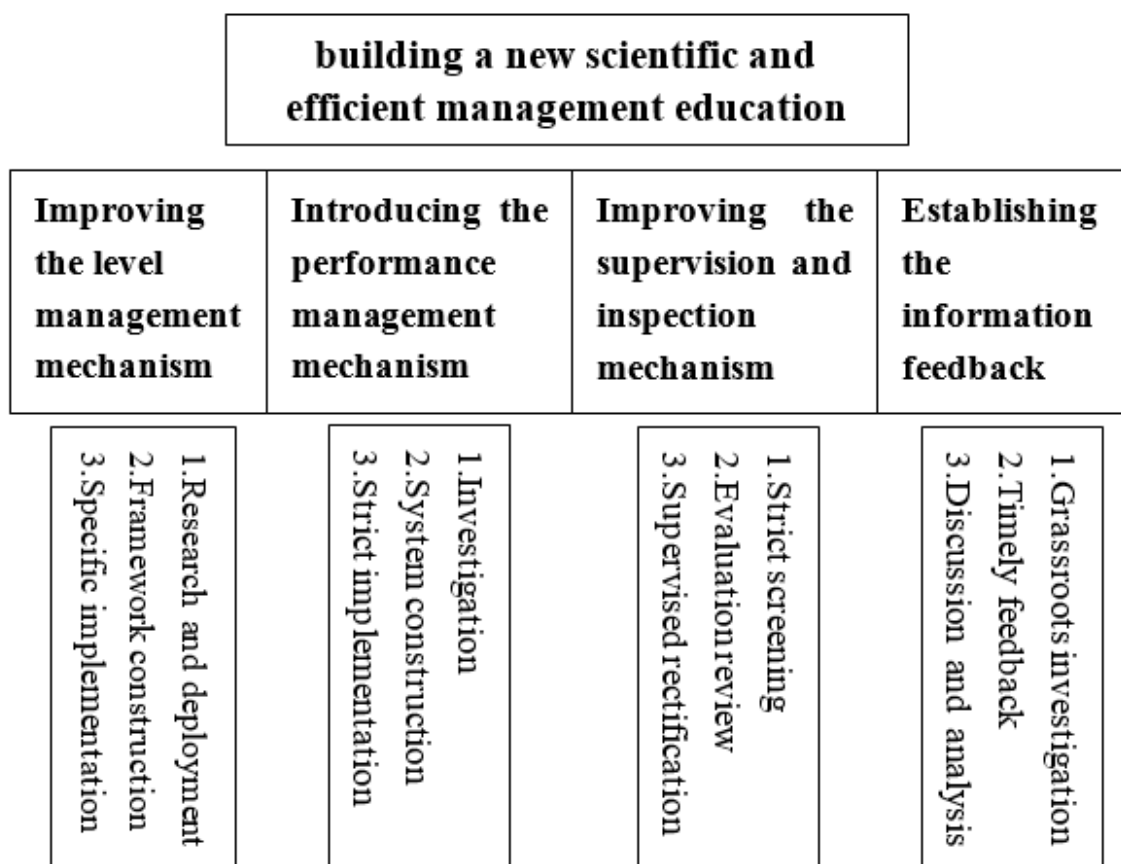 building a new scientific and
efficient management education
Improving
the level
management
mechanism
Introducing the
performance
management
mechanism
Improving the
supervision and
inspection
mechanism
Establishing
the
information
feedback
1.Research and deployment
2.Framework construction
3.Specific implementation
1.Investigation
2.System construction
3.Strict implementation
1.Strict screening
2.Evaluation review
3.Supervised rectification
1.Grassroots investigation
2.Timely feedback
3.Discussion and analysis